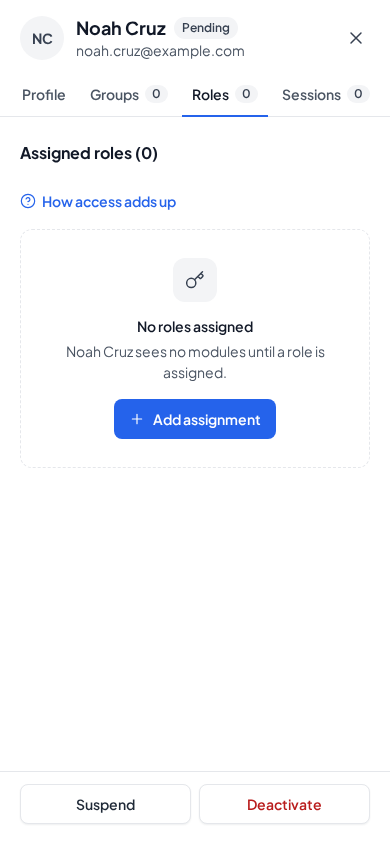 NC
Noah Cruz
Pending
noah.cruz@example.com
Profile
Groups 0
Roles 0
Sessions 0
Assigned roles (0)
How access adds up
No roles assigned
Noah Cruz sees no modules until a role is
assigned.
Add assignment
Suspend
Deactivate